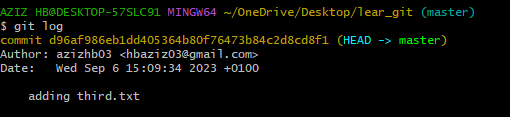 AZIZ HB@DESKTOP-57SLC91 MINGW64 ~/OneDrive/Desktop/lear_git (master)
$ git log
commit d96af986eb1dd405364b80f76473b84c2d8cd8f1 (HEAD -> master)
Author: azizhb03 <hbaziz03@gmail.com>
Date:   Wed Sep 6 15:09:34 2023 +0100
    adding third.txt